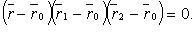 (r̅ − r̅₀)(r̅₁ − r̅₀)(r̅₂ − r̅₀) = 0.